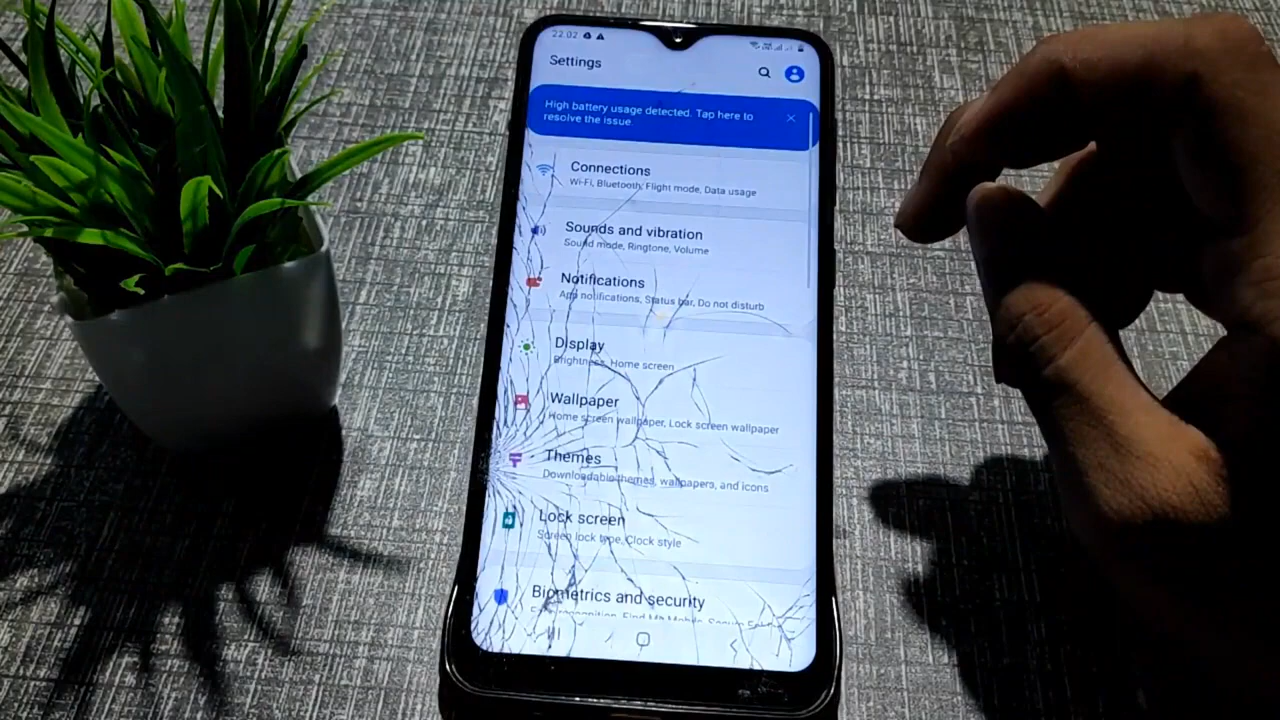 22.02
Settings
High battery usage detected. Tap here to
resolve the issue.
Connections
Wi-Fi, Bluetooth, Flight mode, Data usage
Sounds and vibration
Sound mode, Ringtone, Volume
Notifications
App notifications, Status bar, Do not disturb
Display
Brightness, Home screen
Wallpaper
Home screen wallpaper, Lock screen wallpaper
Themes
Downloadable themes, wallpapers, and icons
Lock screen
Screen lock type, Clock style
Biometrics and security